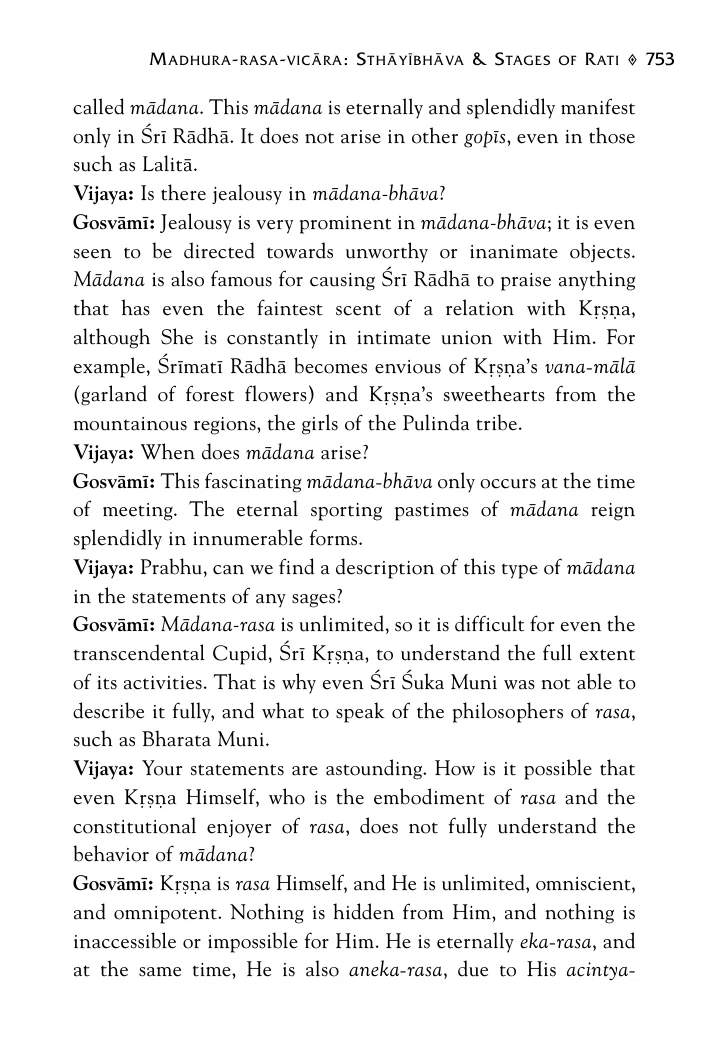 MADHURA-RASA-VICĀRA: STHĀYĪBHĀVA & STAGES OF RATI ◈ 753
called mādana. This mādana is eternally and splendidly manifest
only in Śrī Rādhā. It does not arise in other gopīs, even in those
such as Lalitā.
Vijaya: Is there jealousy in mādana-bhāva?
Gosvāmī: Jealousy is very prominent in mādana-bhāva; it is even
seen to be directed towards unworthy or inanimate objects.
Mādana is also famous for causing Śrī Rādhā to praise anything
that has even the faintest scent of a relation with Kṛṣṇa,
although She is constantly in intimate union with Him. For
example, Śrīmatī Rādhā becomes envious of Kṛṣṇa's vana-mālā
(garland of forest flowers) and Kṛṣṇa's sweethearts from the
mountainous regions, the girls of the Pulinda tribe.
Vijaya: When does mādana arise?
Gosvāmī: This fascinating mādana-bhāva only occurs at the time
of meeting. The eternal sporting pastimes of mādana reign
splendidly in innumerable forms.
Vijaya: Prabhu, can we find a description of this type of mādana
in the statements of any sages?
Gosvāmī: Mādana-rasa is unlimited, so it is difficult for even the
transcendental Cupid, Śrī Kṛṣṇa, to understand the full extent
of its activities. That is why even Śrī Śuka Muni was not able to
describe it fully, and what to speak of the philosophers of rasa,
such as Bharata Muni.
Vijaya: Your statements are astounding. How is it possible that
even Kṛṣṇa Himself, who is the embodiment of rasa and the
constitutional enjoyer of rasa, does not fully understand the
behavior of mādana?
Gosvāmī: Kṛṣṇa is rasa Himself, and He is unlimited, omniscient,
and omnipotent. Nothing is hidden from Him, and nothing is
inaccessible or impossible for Him. He is eternally eka-rasa, and
at the same time, He is also aneka-rasa, due to His acintya-